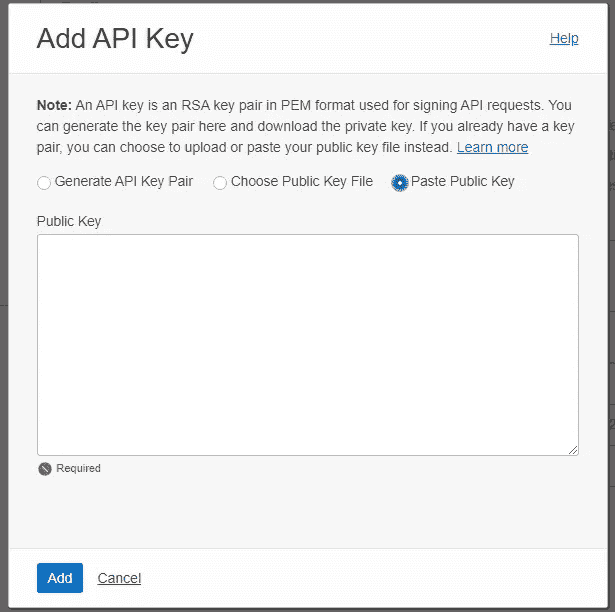 Add API Key
Help
Note: An API key is an RSA key pair in PEM format used for signing API requests. You
can generate the key pair here and download the private key. If you already have a key
pair, you can choose to upload or paste your public key file instead. Learn more
Generate API Key Pair Choose Public Key File Paste Public Key
Public Key
Required
Add Cancel